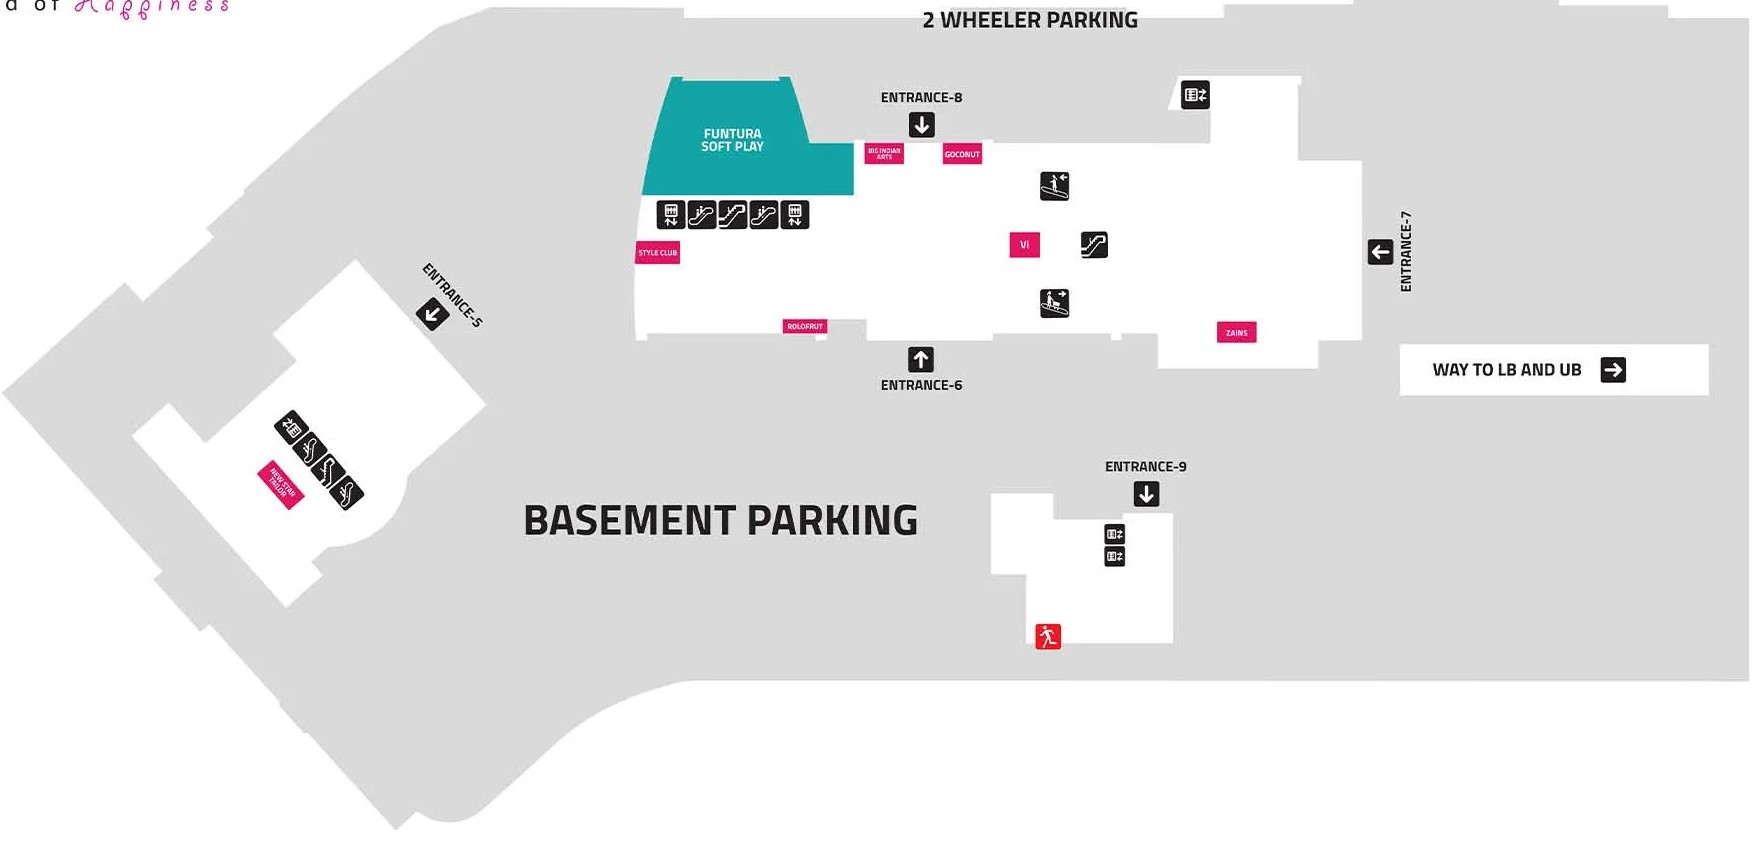 d of Happiness
2 WHEELER PARKING
ENTRANCE-8
FUNTURA
SOFT PLAY
BIG INDIAN
ARTS
GOCONUT
ENTRANCE-7
Vi
STYLE CLUB
ENTRANCE-5
ROLOFRUT
ZAINS
ENTRANCE-6
WAY TO LB AND UB
ENTRANCE-9
NEW STAR
TAILOR
BASEMENT PARKING